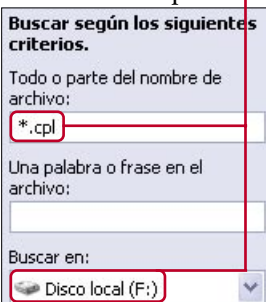 Buscar según los siguientes
criterios.
Todo o parte del nombre de
archivo:
*.cpl
Una palabra o frase en el
archivo:
Buscar en:
Disco local (F:)